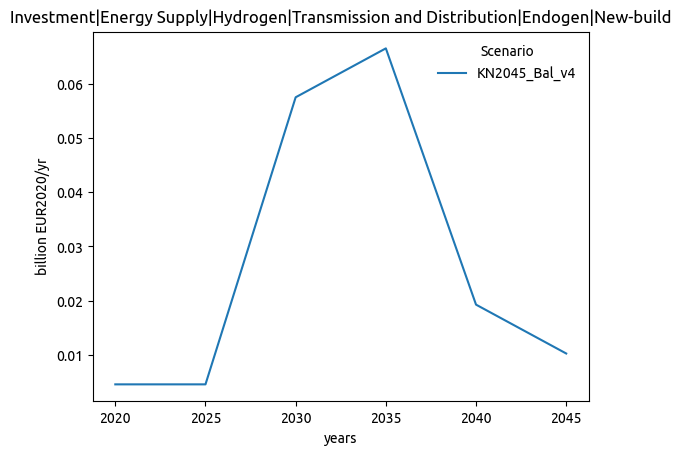 Investment|Energy Supply|Hydrogen|Transmission and Distribution|Endogen|New-build
Scenario
KN2045_Bal_v4
billion EUR2020/yr
0.06
0.05
0.04
0.03
0.02
0.01
2020 2025 2030 2035 2040 2045
years